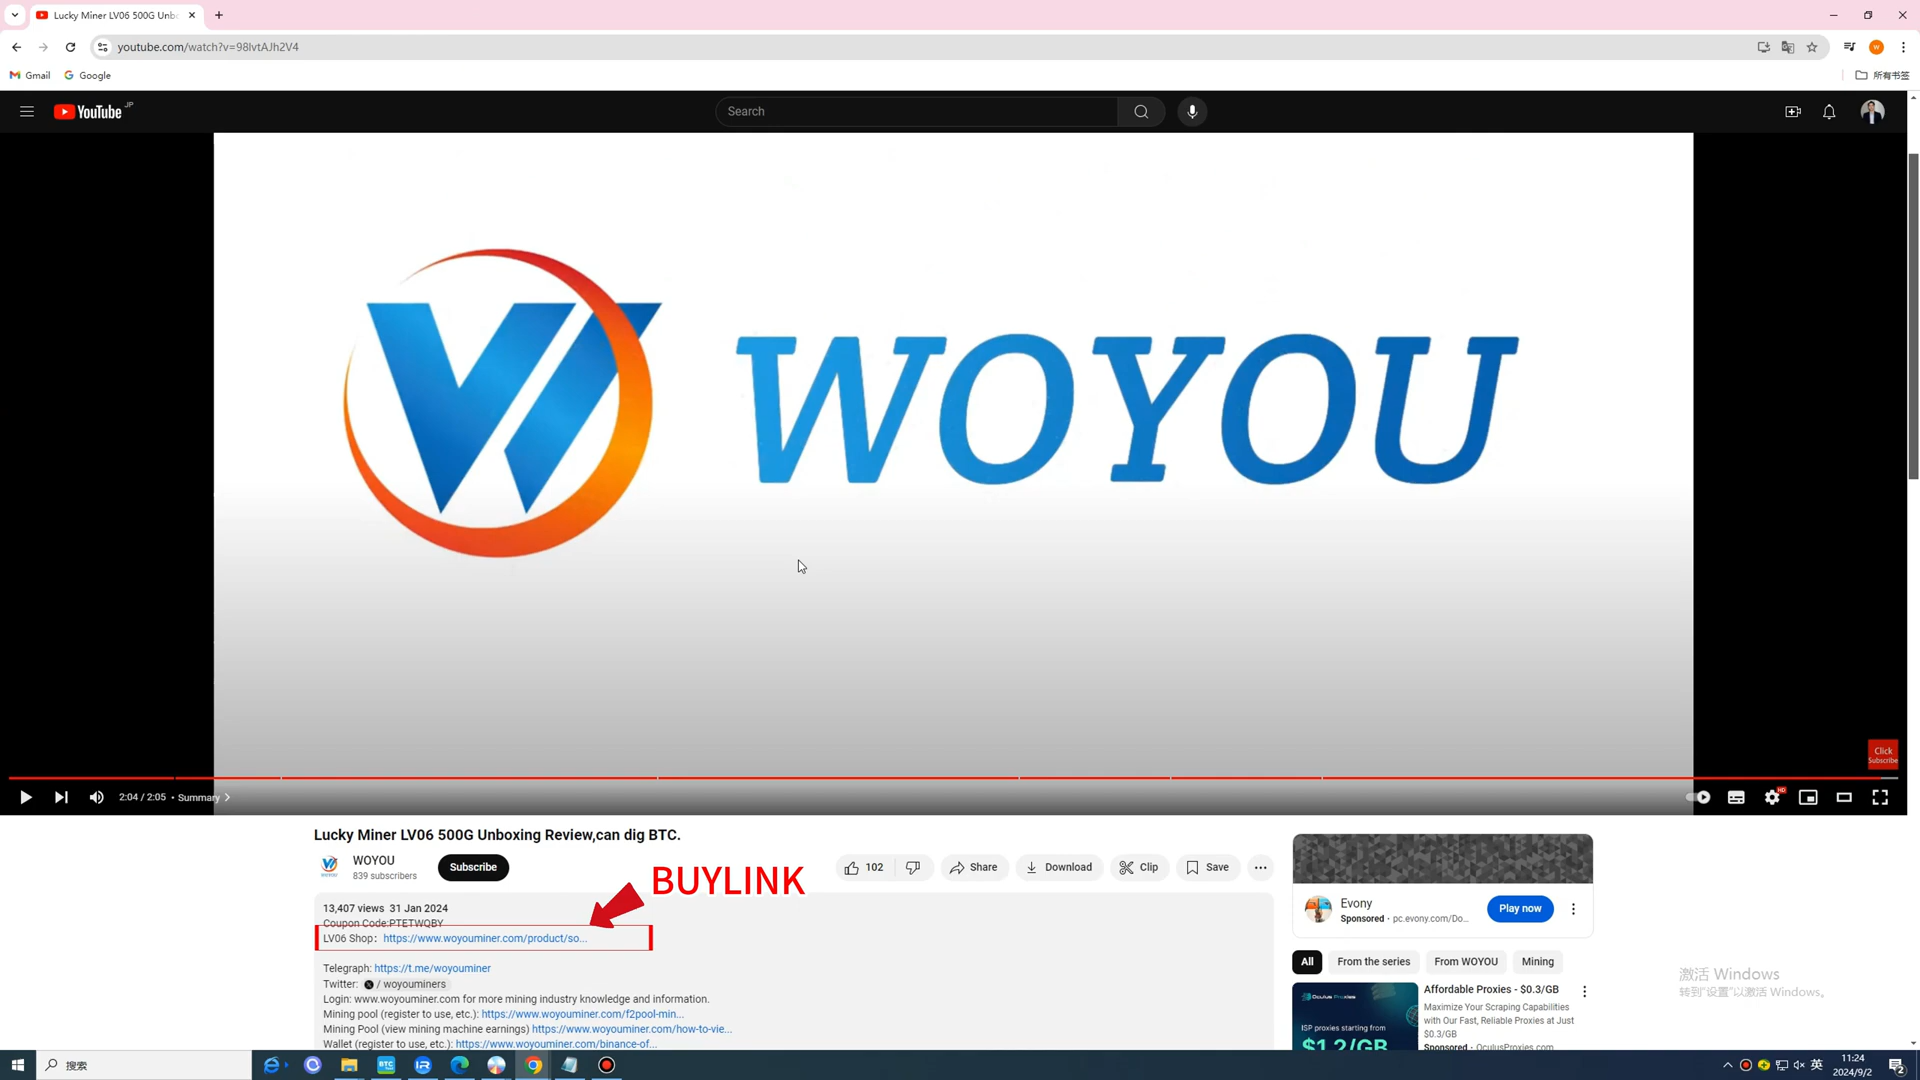 Lucky Miner LV06 500G Unbo
youtube.com/watch?v=98lvtAJh2V4
Gmail
Google
所有书签
YouTube JP
Search
WOYOU
Click
Subscribe
2:04 / 2:05 • Summary
HD
Lucky Miner LV06 500G Unboxing Review,can dig BTC.
WOYOU
839 subscribers
Subscribe
BUYLINK
102
Share
Download
Clip
Save
13,407 views 31 Jan 2024
Coupon Code:PTETWQBY
LV06 Shop： https://www.woyouminer.com/product/so...
Telegraph: https://t.me/woyouminer
Twitter: / woyouminers
Login: www.woyouminer.com for more mining industry knowledge and information.
Mining pool (register to use, etc.): https://www.woyouminer.com/f2pool-min...
Mining Pool (view mining machine earnings) https://www.woyouminer.com/how-to-vie...
Wallet (register to use, etc.): https://www.woyouminer.com/binance-of...
Evony
Sponsored • pc.evony.com/Do...
Play now
All
From the series
From WOYOU
Mining
Oculus Proxies
ISP proxies starting from
$1.2/GB
Affordable Proxies - $0.3/GB
Maximize Your Scraping Capabilities
with Our Fast, Reliable Proxies at Just
$0.3/GB
Sponsored • OculusProxies.com
激活 Windows
转到"设置"以激活 Windows。
搜索
英
11:24
2024/9/2
2